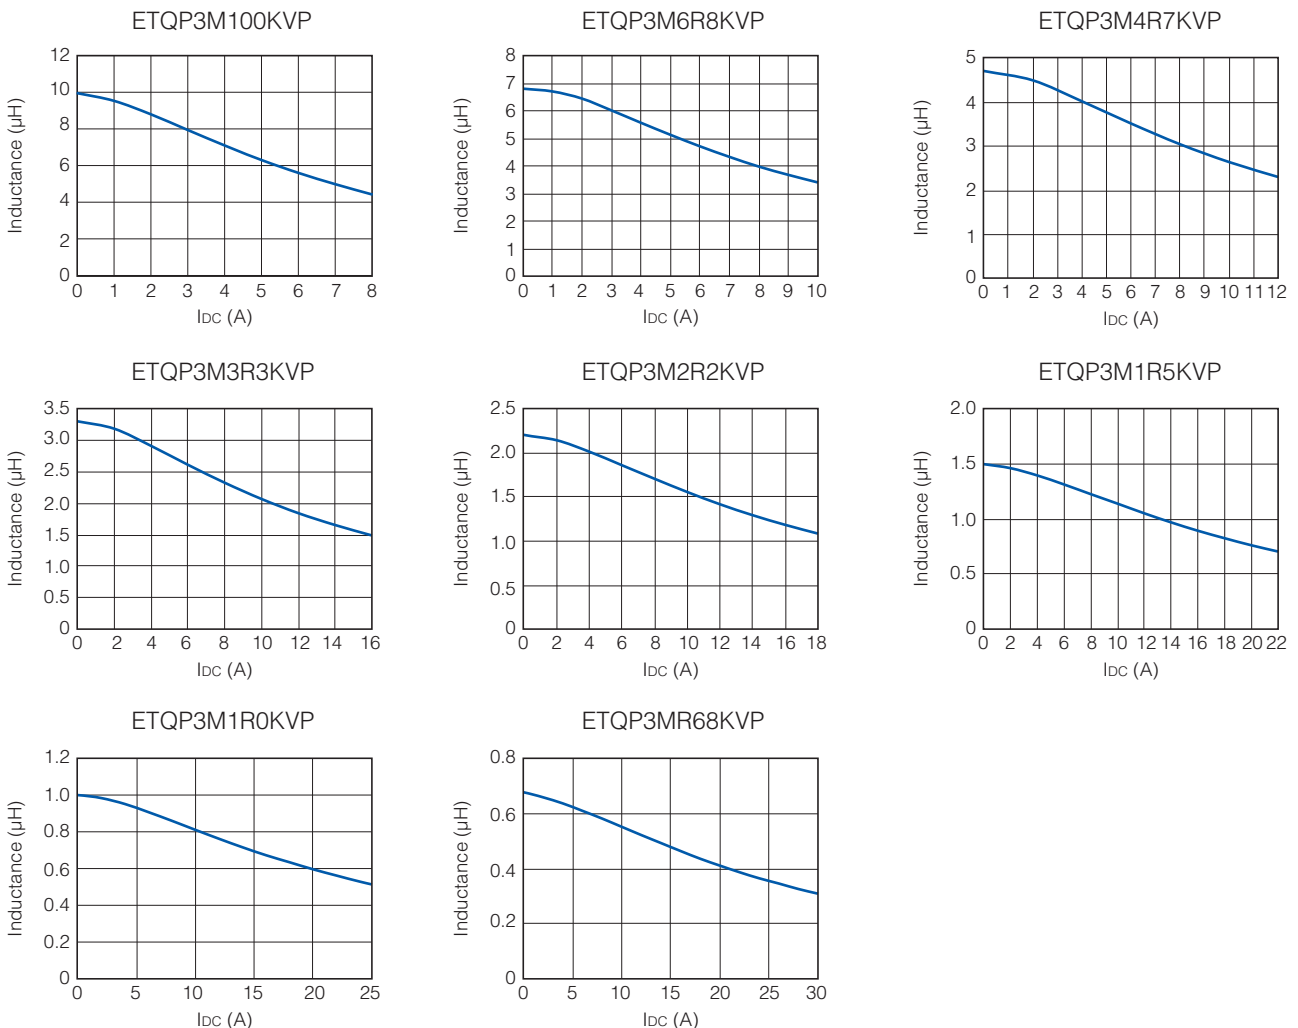 ETQP3M100KVP
12
10
8
6
4
2
0
0 1 2 3 4 5 6 7 8
Inductance (µH)
IDC (A)
ETQP3M6R8KVP
8
7
6
5
4
3
2
1
0
0 1 2 3 4 5 6 7 8 9 10
Inductance (µH)
IDC (A)
ETQP3M4R7KVP
5
4
3
2
1
0
0 1 2 3 4 5 6 7 8 9 10 11 12
Inductance (µH)
IDC (A)
ETQP3M3R3KVP
3.5
3.0
2.5
2.0
1.5
1.0
0.5
0
0 2 4 6 8 10 12 14 16
Inductance (µH)
IDC (A)
ETQP3M2R2KVP
2.5
2.0
1.5
1.0
0.5
0
0 2 4 6 8 10 12 14 16 18
Inductance (µH)
IDC (A)
ETQP3M1R5KVP
2.0
1.5
1.0
0.5
0
0 2 4 6 8 10 12 14 16 18 20 22
Inductance (µH)
IDC (A)
ETQP3M1R0KVP
1.2
1.0
0.8
0.6
0.4
0.2
0
0 5 10 15 20 25
Inductance (µH)
IDC (A)
ETQP3MR68KVP
0.8
0.6
0.4
0.2
0
0 5 10 15 20 25 30
Inductance (µH)
IDC (A)